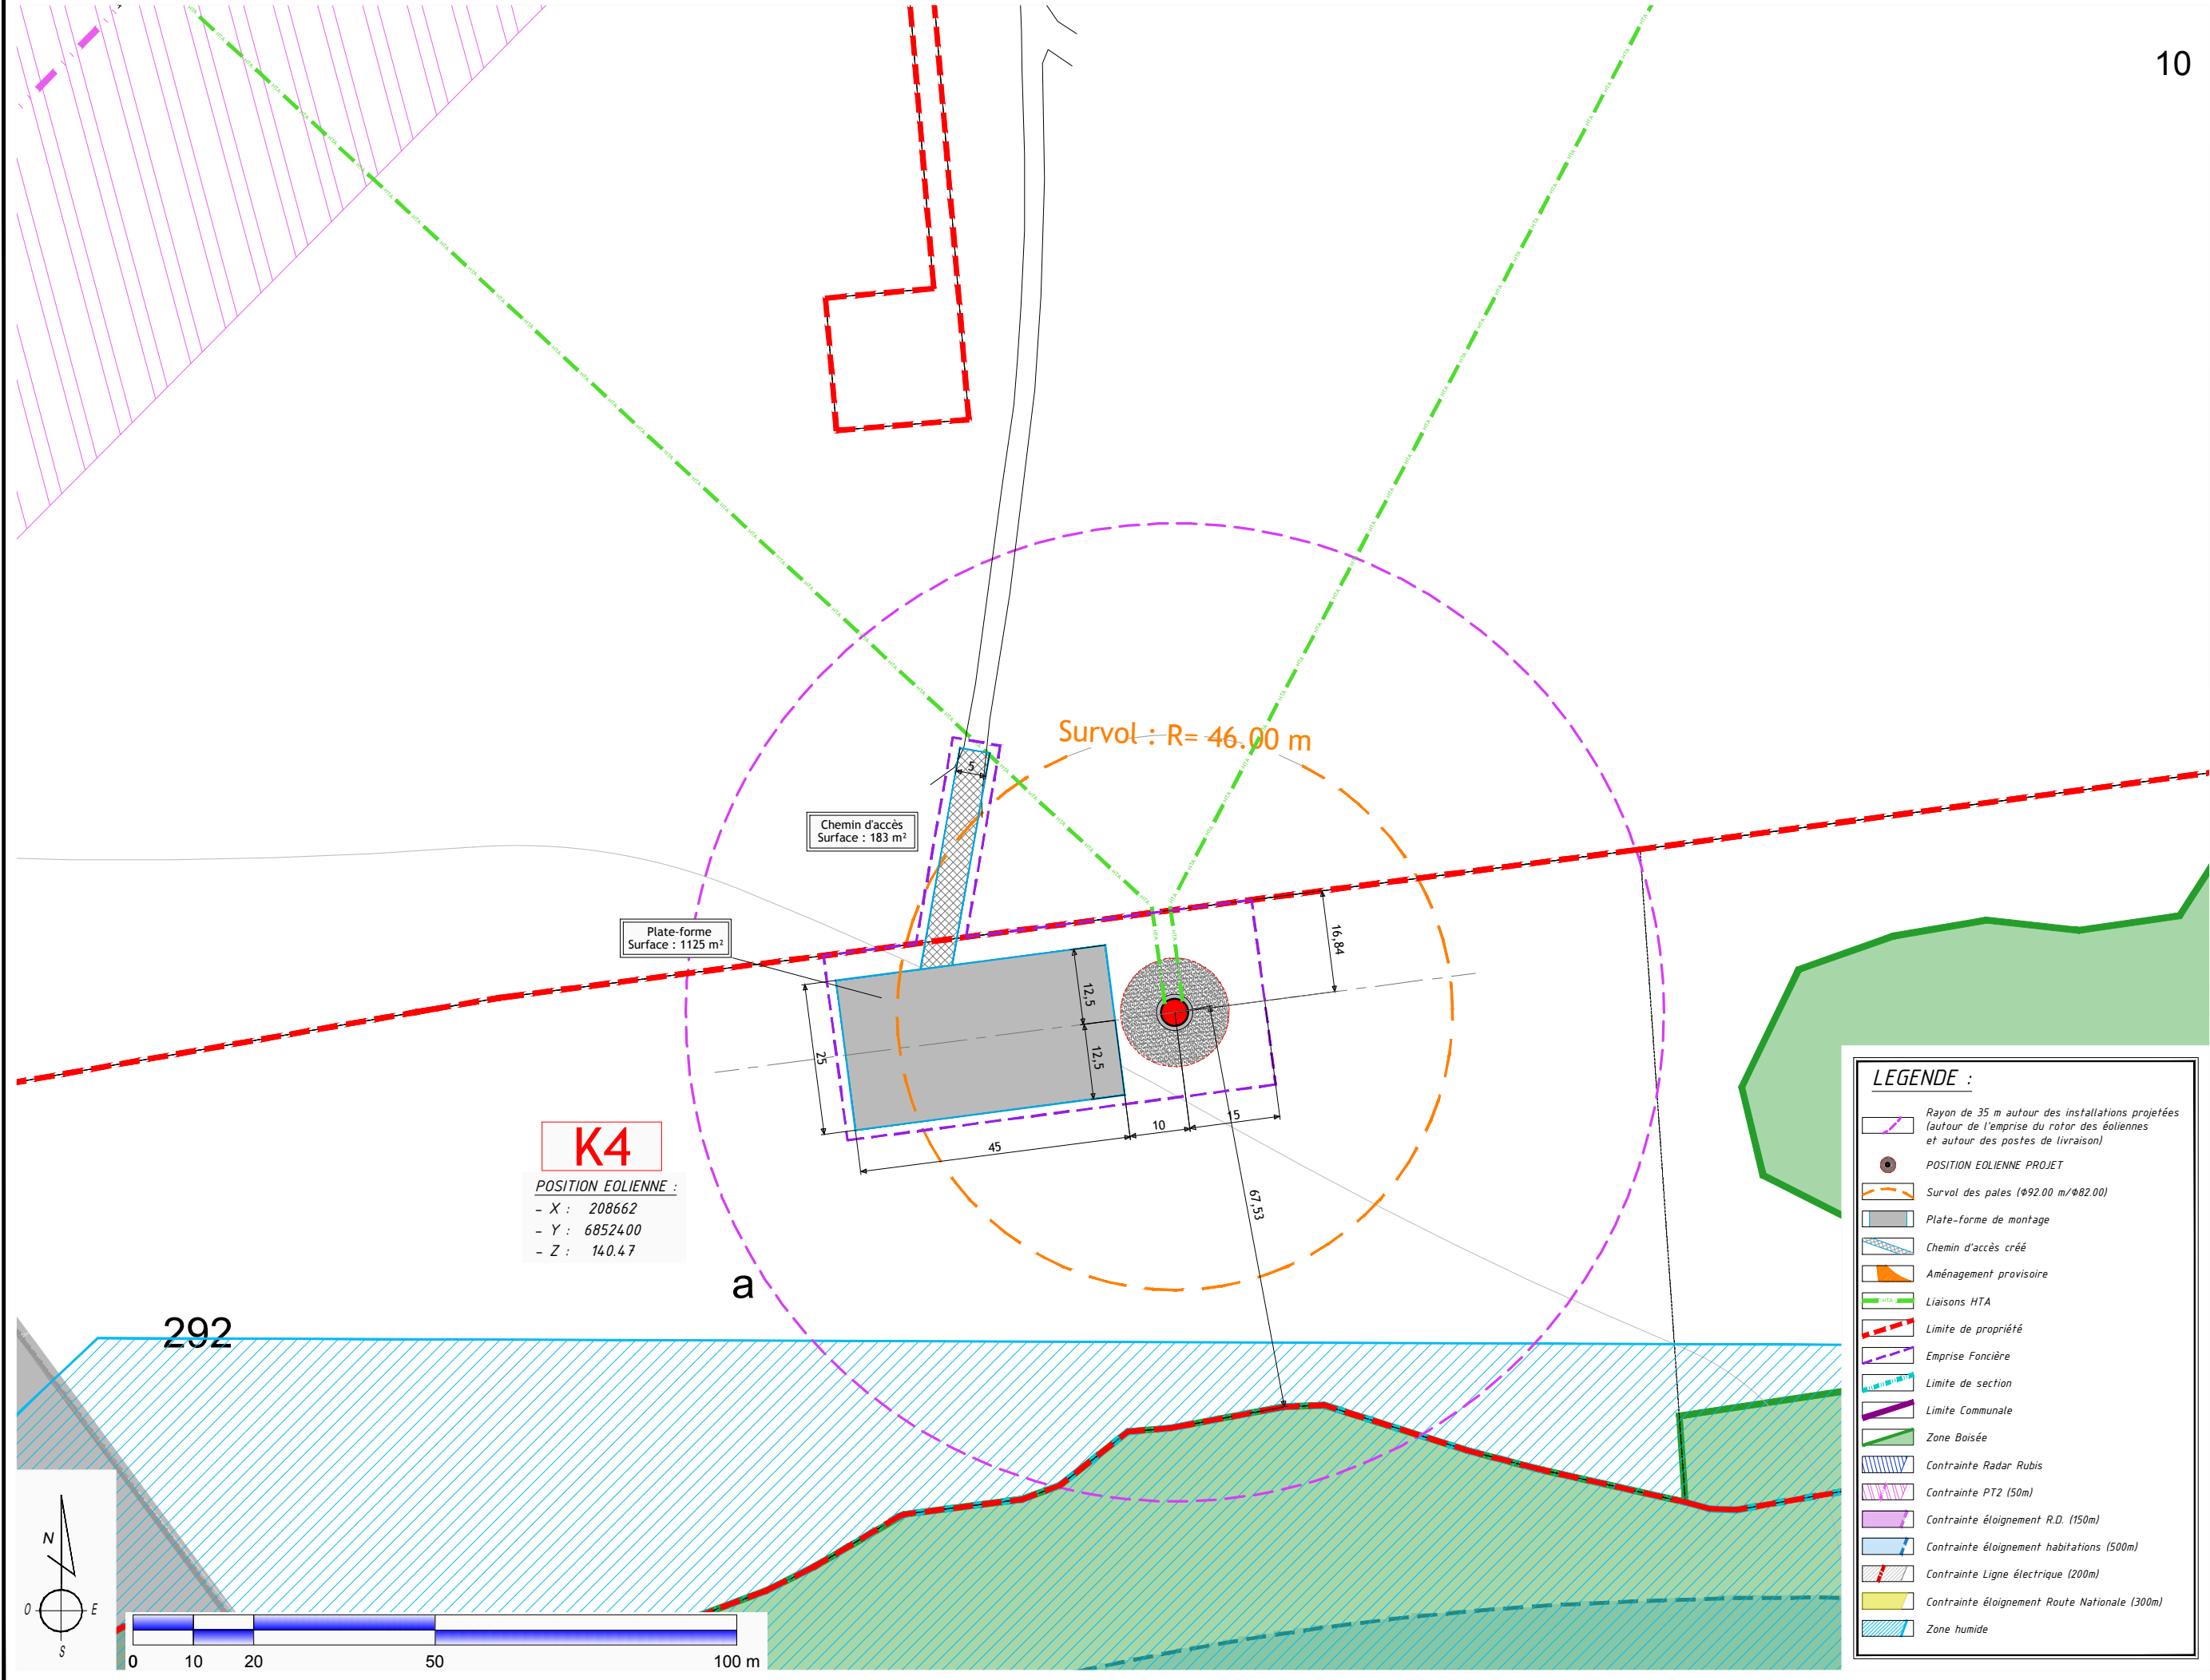 10
Survol : R= 46.00 m
5
Chemin d'accès
Surface : 183 m²
Plate-forme
Surface : 1125 m²
16,84
12,5
12,5
25
45
10
15
67,53
K4
POSITION EOLIENNE :
- X : 208662
- Y : 6852400
- Z : 140.47
a
292
N
O
E
S
0
10
20
50
100 m
LEGENDE :
Rayon de 35 m autour des installations projetées
(autour de l'emprise du rotor des éoliennes
et autour des postes de livraison)
POSITION EOLIENNE PROJET
Survol des pales (Φ92.00 m/Φ82.00)
Plate-forme de montage
Chemin d'accès créé
Aménagement provisoire
HTA
Liaisons HTA
Limite de propriété
Emprise Foncière
Limite de section
Limite Communale
Zone Boisée
Contrainte Radar Rubis
Contrainte PT2 (50m)
Contrainte éloignement R.D. (150m)
Contrainte éloignement habitations (500m)
Contrainte Ligne électrique (200m)
Contrainte éloignement Route Nationale (300m)
Zone humide